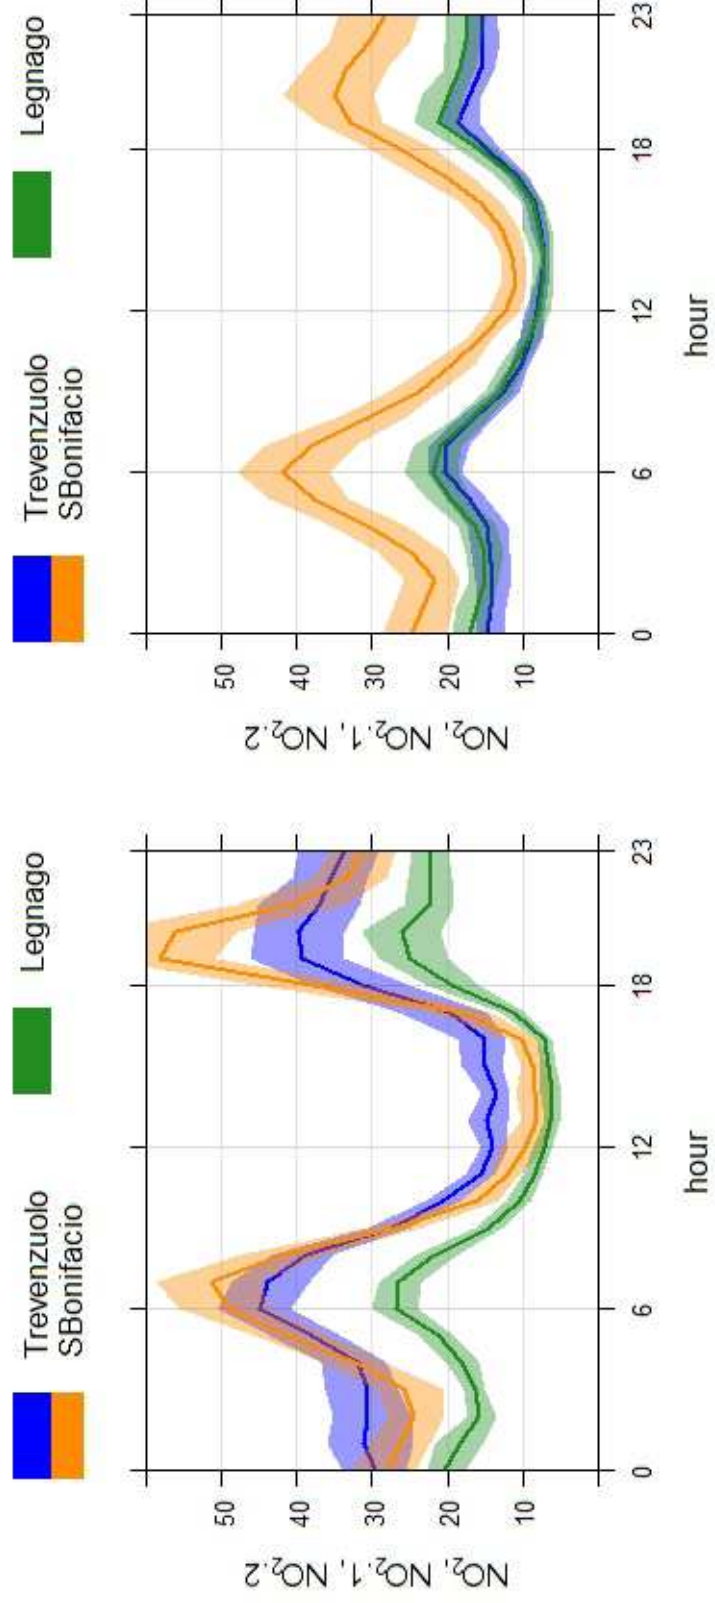 Trevenzuolo
Legnago
SBonifacio
50
40
30
20
10
NO₂, NO₂.1, NO₂.2
0
6
12
18
23
hour
Trevenzuolo
Legnago
SBonifacio
50
40
30
20
10
NO₂, NO₂.1, NO₂.2
0
6
12
18
23
hour